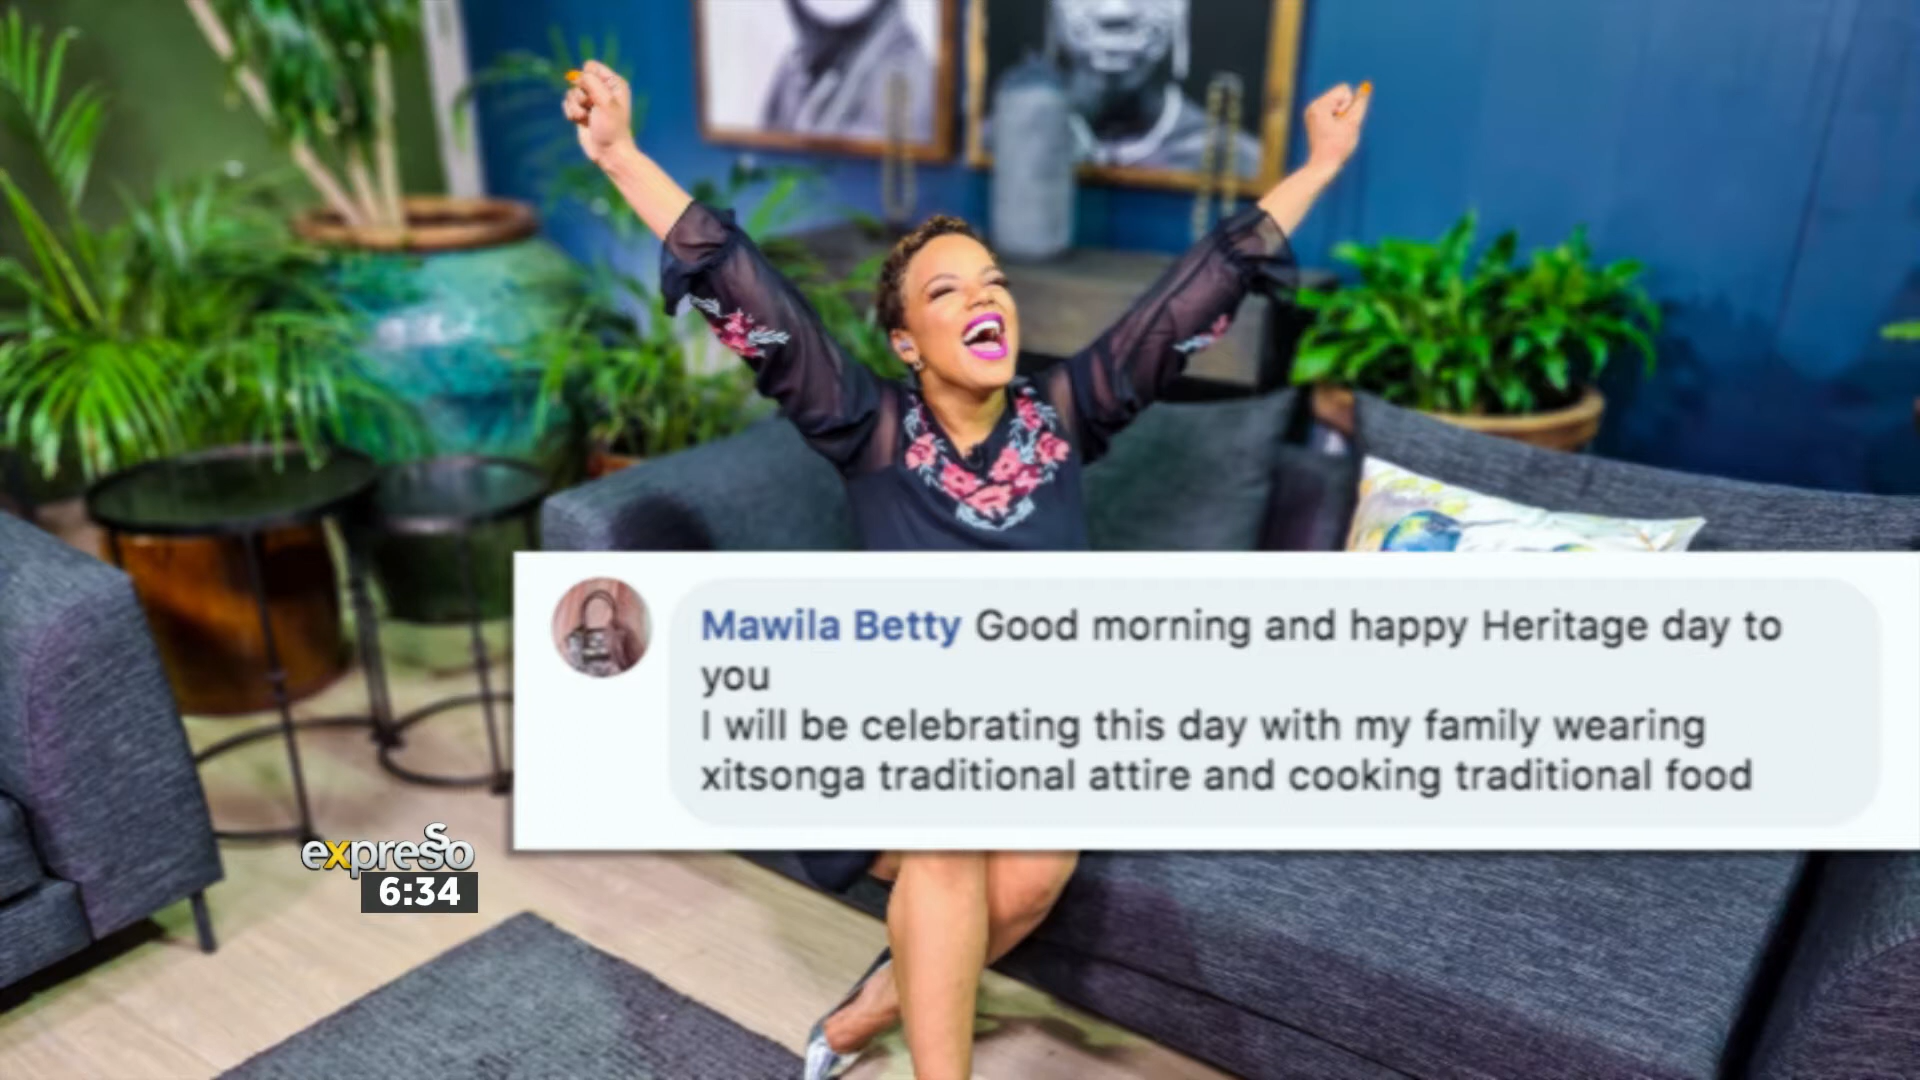 Mawila Betty Good morning and happy Heritage day to
you
I will be celebrating this day with my family wearing
xitsonga traditional attire and cooking traditional food
expresso
6:34